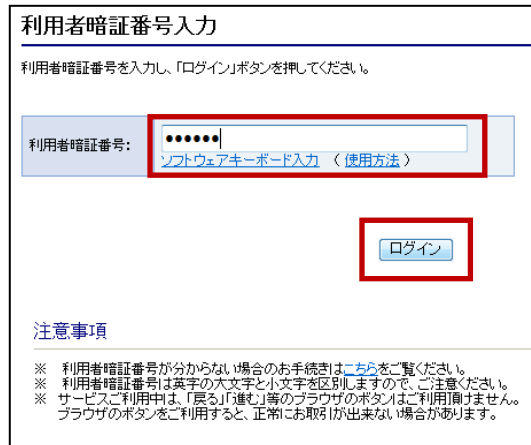 利用者暗証番号入力
利用者暗証番号を入力し、「ログイン」ボタンを押してください。
利用者暗証番号: ••••••
ソフトウェアキーボード入力 (使用方法)
ログイン
注意事項
※ 利用者暗証番号が分からない場合のお手続きはこちらをご覧ください。
※ 利用者暗証番号は英字の大文字と小文字を区別しますので、ご注意ください。
※ サービスご利用中は、「戻る」「進む」等のブラウザのボタンはご利用頂けません。
ブラウザのボタンをご利用すると、正常にお取引が出来ない場合があります。